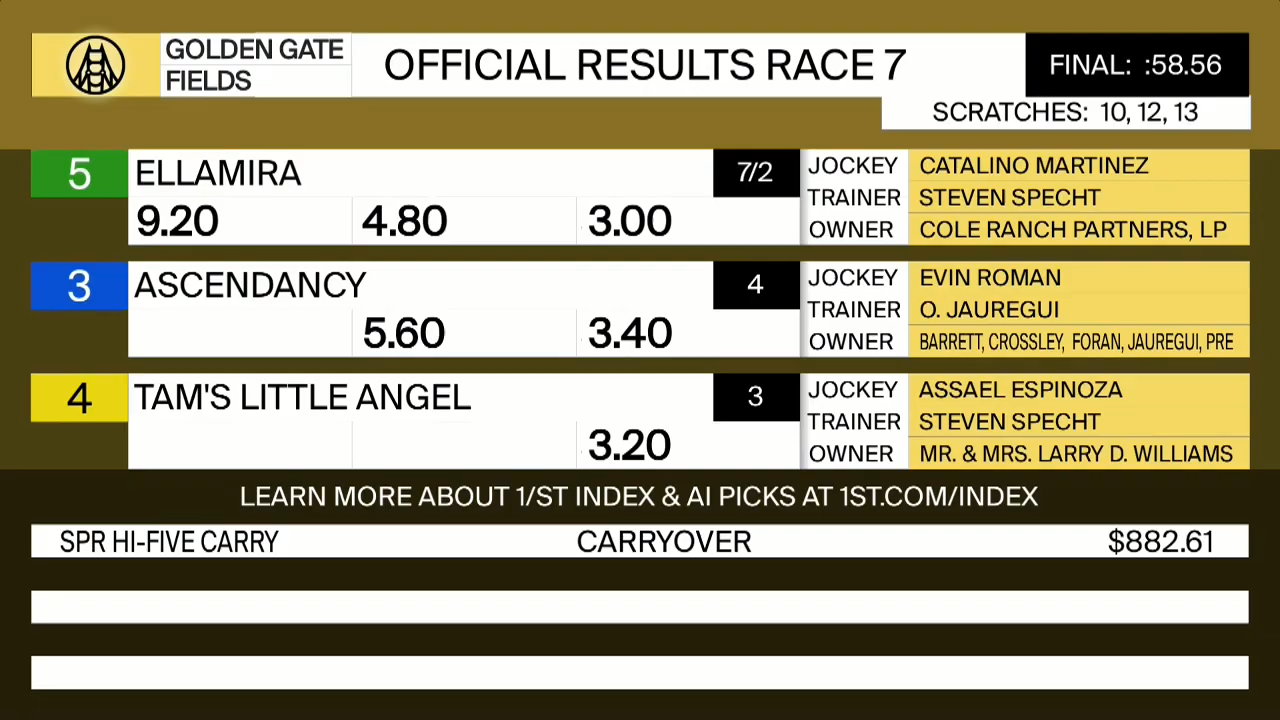 GOLDEN GATE
FIELDS
OFFICIAL RESULTS RACE 7
FINAL: :58.56
SCRATCHES: 10, 12, 13
5 ELLAMIRA 7/2
9.20 4.80 3.00
JOCKEY CATALINO MARTINEZ
TRAINER STEVEN SPECHT
OWNER COLE RANCH PARTNERS, LP
3 ASCENDANCY 4
5.60 3.40
JOCKEY EVIN ROMAN
TRAINER O. JAUREGUI
OWNER BARRETT, CROSSLEY, FORAN, JAUREGUI, PRE
4 TAM'S LITTLE ANGEL 3
3.20
JOCKEY ASSAEL ESPINOZA
TRAINER STEVEN SPECHT
OWNER MR. & MRS. LARRY D. WILLIAMS
LEARN MORE ABOUT 1/ST INDEX & AI PICKS AT 1ST.COM/INDEX
SPR HI-FIVE CARRY CARRYOVER $882.61